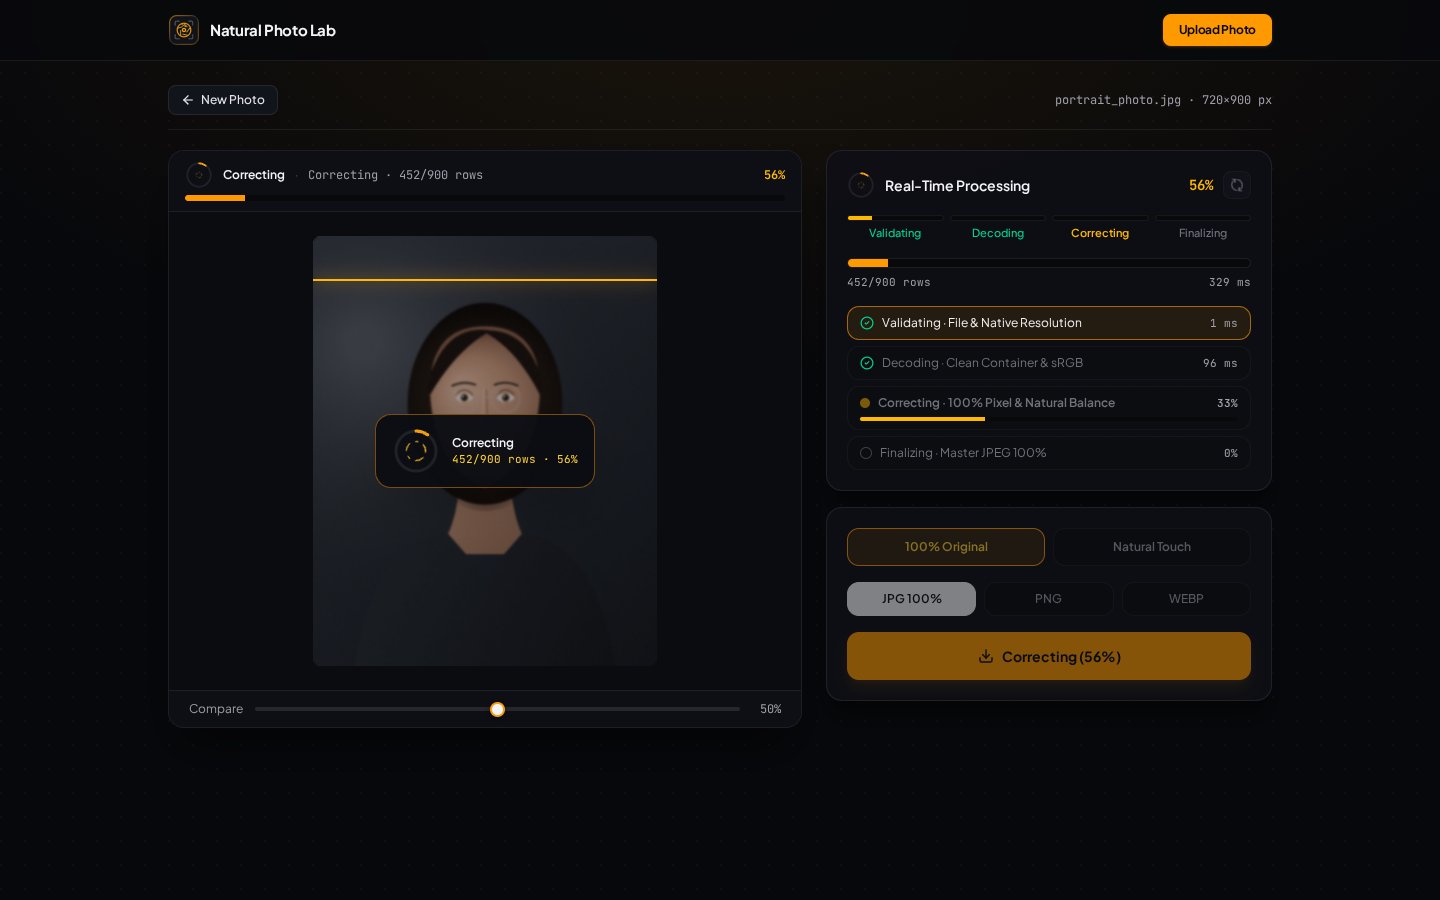 Natural Photo Lab
Upload Photo
New Photo
portrait_photo.jpg · 720×900 px
Correcting · Correcting · 452/900 rows 56%
Correcting
452/900 rows · 56%
Compare 50%
Real-Time Processing 56%
Validating Decoding Correcting Finalizing
452/900 rows 329 ms
Validating · File & Native Resolution 1 ms
Decoding · Clean Container & sRGB 96 ms
Correcting · 100% Pixel & Natural Balance 33%
Finalizing · Master JPEG 100% 0%
100% Original Natural Touch
JPG 100% PNG WEBP
Correcting (56%)